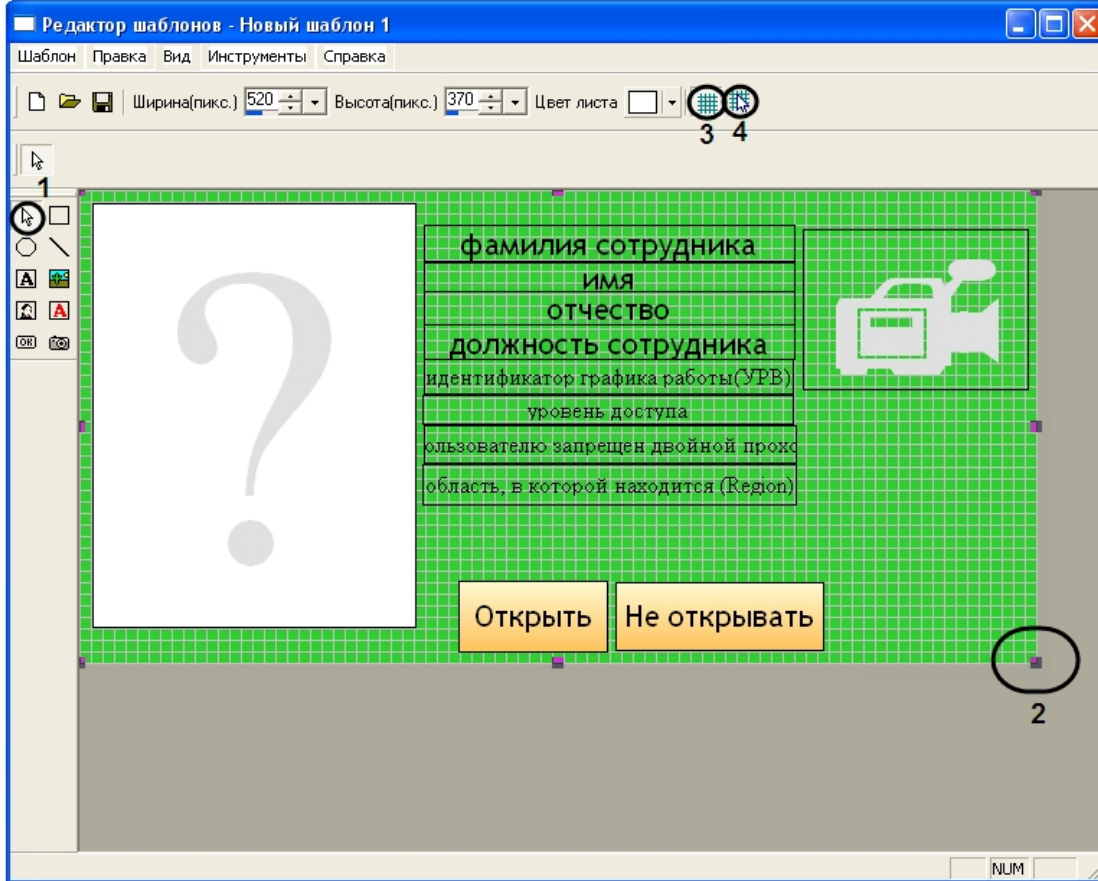 Редактор шаблонов - Новый шаблон 1
Шаблон Правка Вид Инструменты Справка
Ширина(пикс.) 520 Высота(пикс.) 370 Цвет листа
3 4
1
A
A
OK
?
фамилия сотрудника
имя
отчество
должность сотрудника
идентификатор графика работы(УРВ)
уровень доступа
ользователю запрещен двойной прохо
область, в которой находится (Region)
Открыть Не открывать
2
NUM